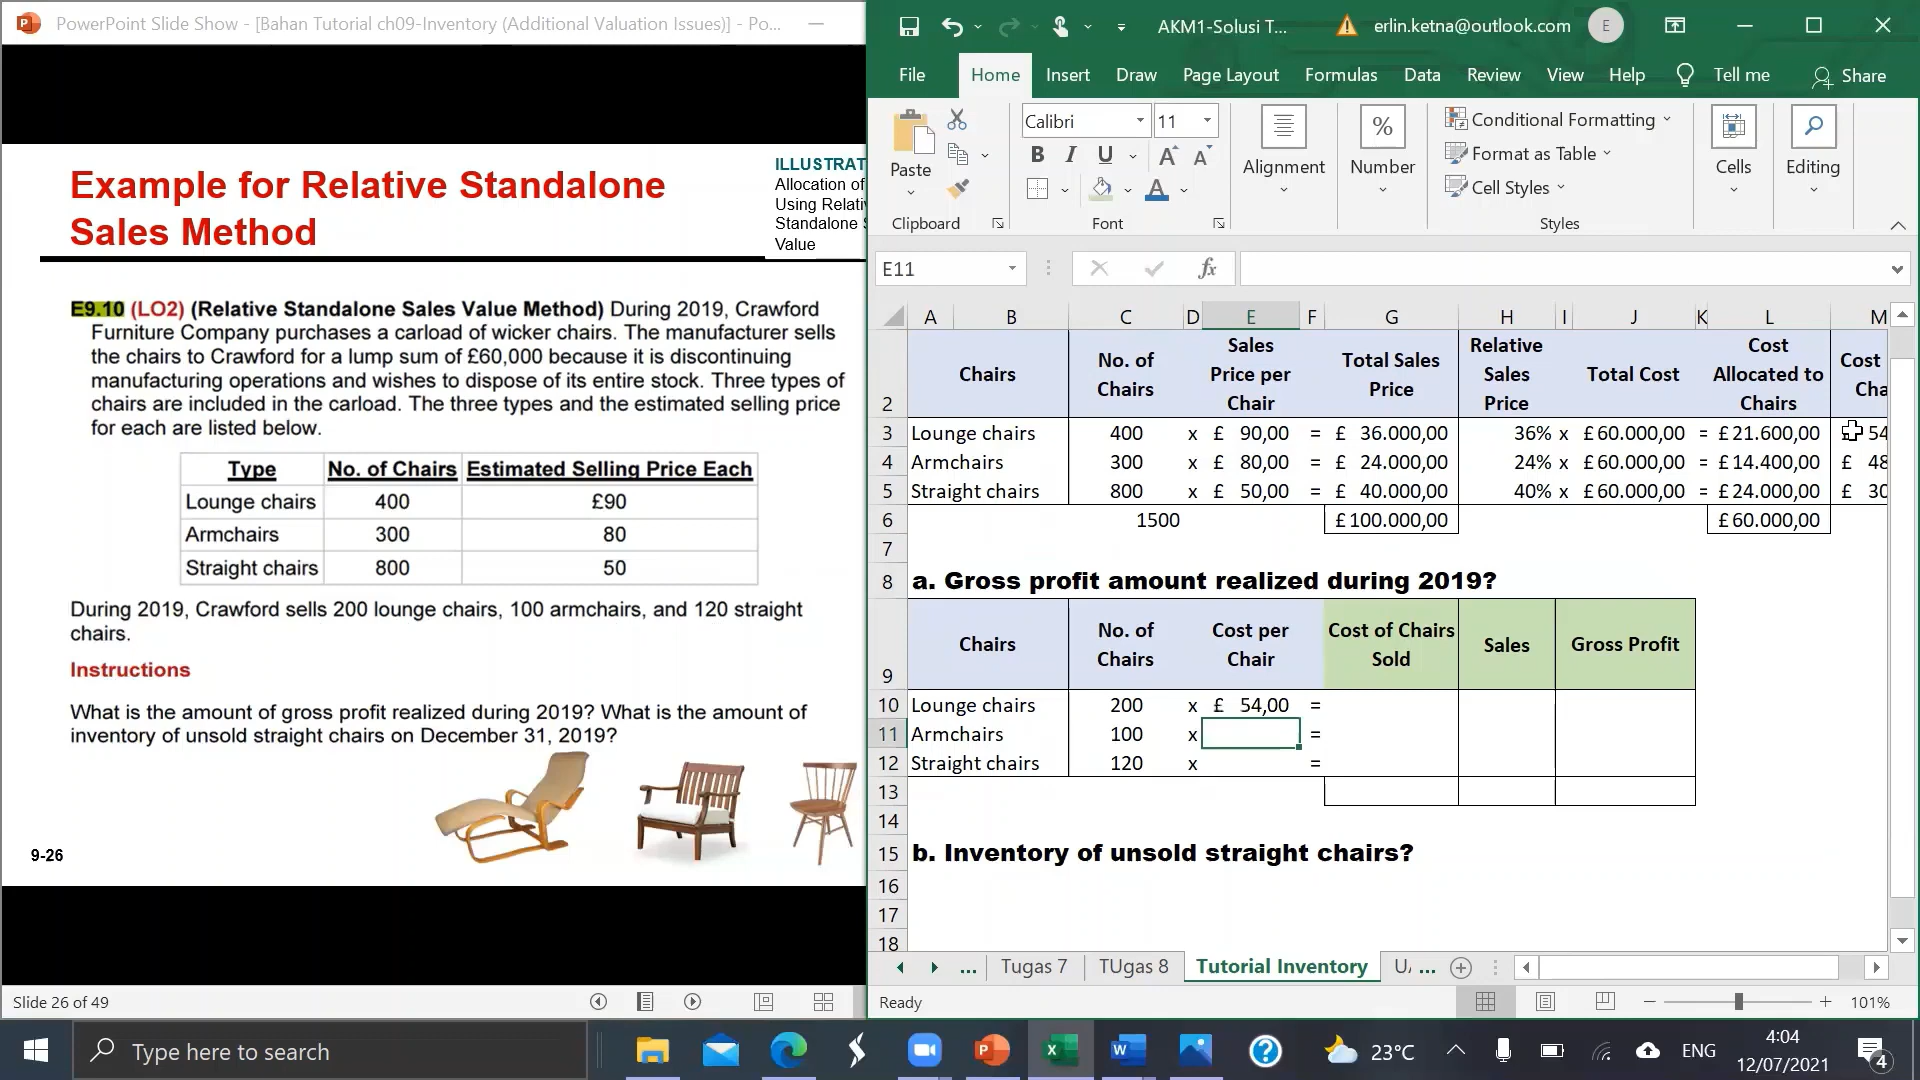 PowerPoint Slide Show - [Bahan Tutorial ch09-Inventory (Additional Valuation Issues)] - Po...
Example for Relative Standalone
Sales Method
ILLUSTRAT
Allocation of
Using Relati
Standalone S
Value
E9.10 (LO2) (Relative Standalone Sales Value Method) During 2019, Crawford
Furniture Company purchases a carload of wicker chairs. The manufacturer sells
the chairs to Crawford for a lump sum of £60,000 because it is discontinuing
manufacturing operations and wishes to dispose of its entire stock. Three types of
chairs are included in the carload. The three types and the estimated selling price
for each are listed below.
Type No. of Chairs Estimated Selling Price Each
Lounge chairs 400 £90
Armchairs 300 80
Straight chairs 800 50
During 2019, Crawford sells 200 lounge chairs, 100 armchairs, and 120 straight
chairs.
Instructions
What is the amount of gross profit realized during 2019? What is the amount of
inventory of unsold straight chairs on December 31, 2019?
9-26
Slide 26 of 49
AKM1-Solusi T... erlin.ketna@outlook.com E
File Home Insert Draw Page Layout Formulas Data Review View Help Tell me Share
Paste
Clipboard
Calibri 11
B I U A A
A
Font
Alignment
%
Number
Conditional Formatting
Format as Table
Cell Styles
Styles
Cells
Editing
E11 fx
A B C D E F G H I J K L M
2 Chairs No. of Chairs Sales Price per Chair Total Sales Price Relative Sales Price Total Cost Cost Allocated to Chairs Cost Cha
3 Lounge chairs 400 x £ 90,00 = £ 36.000,00 36% x £60.000,00 = £21.600,00 54
4 Armchairs 300 x £ 80,00 = £ 24.000,00 24% x £60.000,00 = £14.400,00 £ 48
5 Straight chairs 800 x £ 50,00 = £ 40.000,00 40% x £60.000,00 = £24.000,00 £ 30
6 1500 £100.000,00 £60.000,00
7
8 a. Gross profit amount realized during 2019?
9 Chairs No. of Chairs Cost per Chair Cost of Chairs Sold Sales Gross Profit
10 Lounge chairs 200 x £ 54,00 =
11 Armchairs 100 x =
12 Straight chairs 120 x =
13
14
15 b. Inventory of unsold straight chairs?
16
17
18
... Tugas 7 TUgas 8 Tutorial Inventory ...
Ready 101%
Type here to search
23°C ENG 4:04
12/07/2021
4